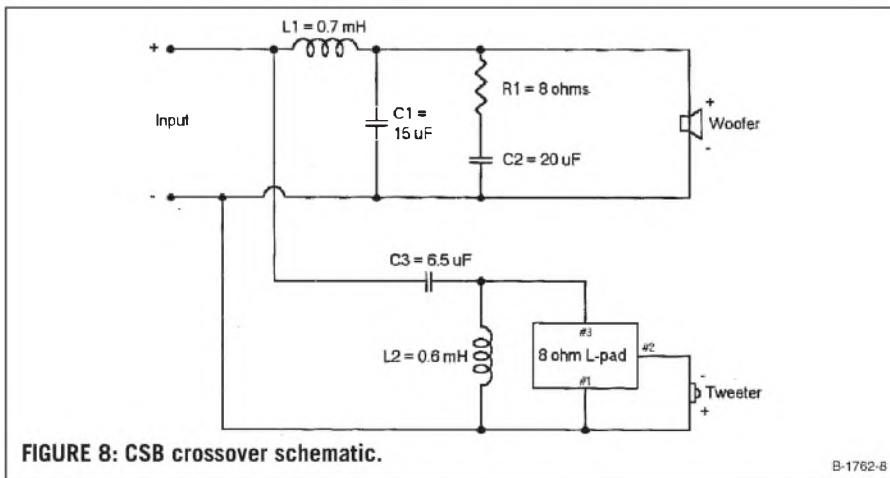 L1 = 0.7 mH
+
Input
C1 =
15 uF
R1 = 8 ohms
C2 = 20 uF
+
Woofer
-
-
C3 = 6.5 uF
L2 = 0.6 mH
#3
8 ohm L-pad
#2
#1
-
Tweeter
+
FIGURE 8: CSB crossover schematic.
B-1762-8